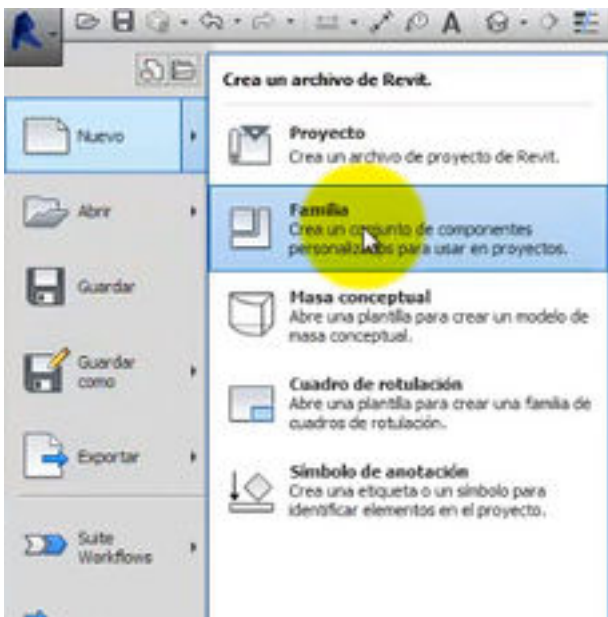 Crea un archivo de Revit.
Nuevo
Proyecto
Crea un archivo de proyecto de Revit.
Abrir
Familia
Crea un conjunto de componentes
personalizados para usar en proyectos.
Guardar
Masa conceptual
Abre una plantilla para crear un modelo de
masa conceptual.
Guardar
como
Cuadro de rotulación
Abre una plantilla para crear una familia de
cuadros de rotulación.
Exportar
Símbolo de anotación
Crea una etiqueta o un símbolo para
identificar elementos en el proyecto.
Suite
Workflows